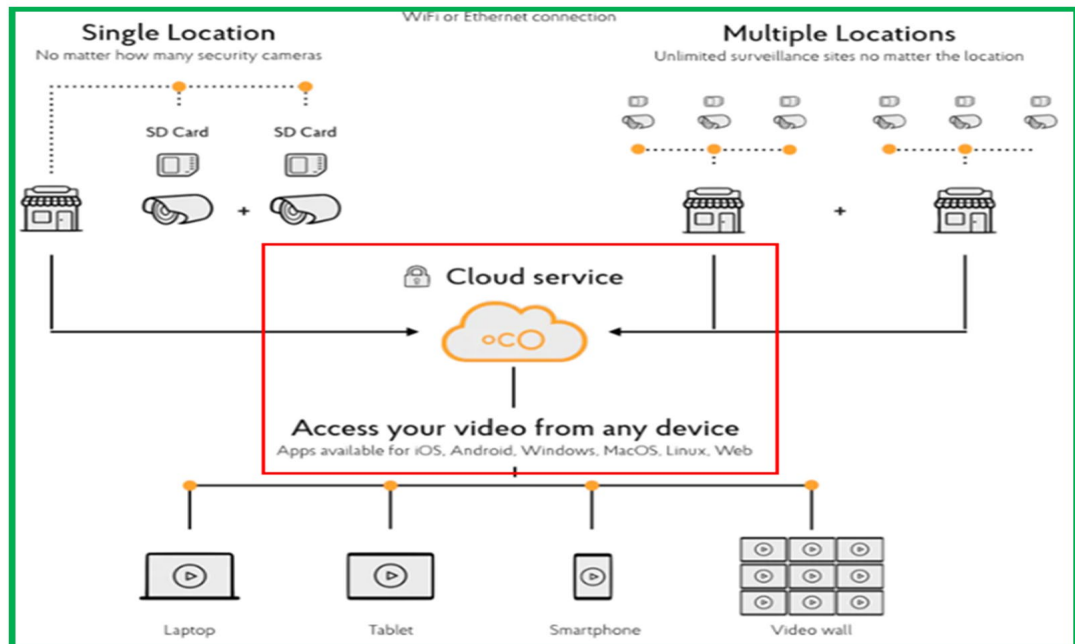 WiFi or Ethernet connection
Single Location
No matter how many security cameras
Multiple Locations
Unlimited surveillance sites no matter the location
SD Card
SD Card
+
+
Cloud service
oco
Access your video from any device
Apps available for iOS, Android, Windows, MacOS, Linux, Web
Laptop
Tablet
Smartphone
Video wall